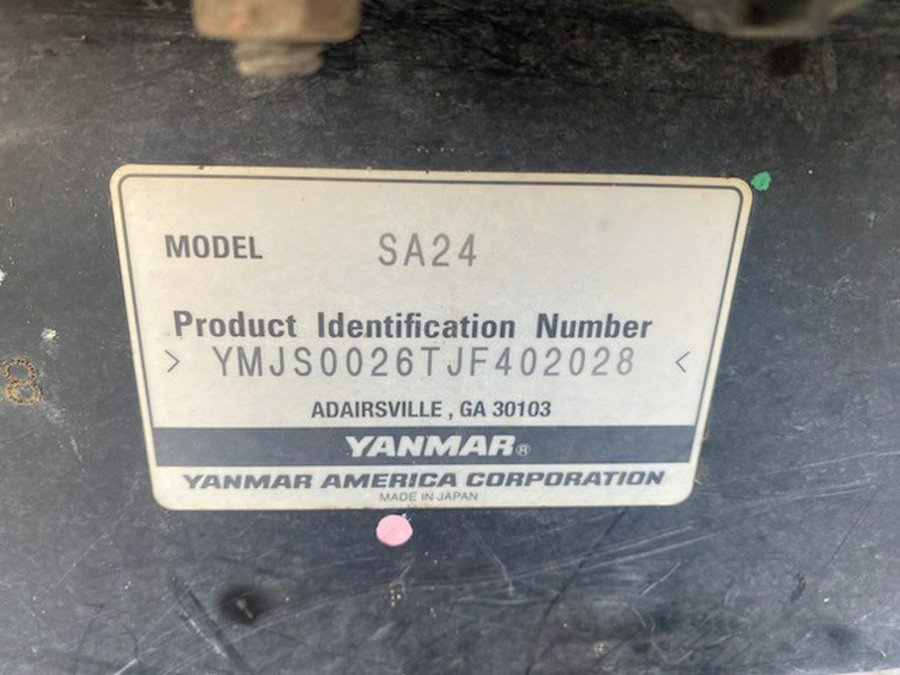 MODEL SA24
Product Identification Number
> YMJS0026TJF402028 <
ADAIRSVILLE , GA 30103
YANMAR®
YANMAR AMERICA CORPORATION
MADE IN JAPAN